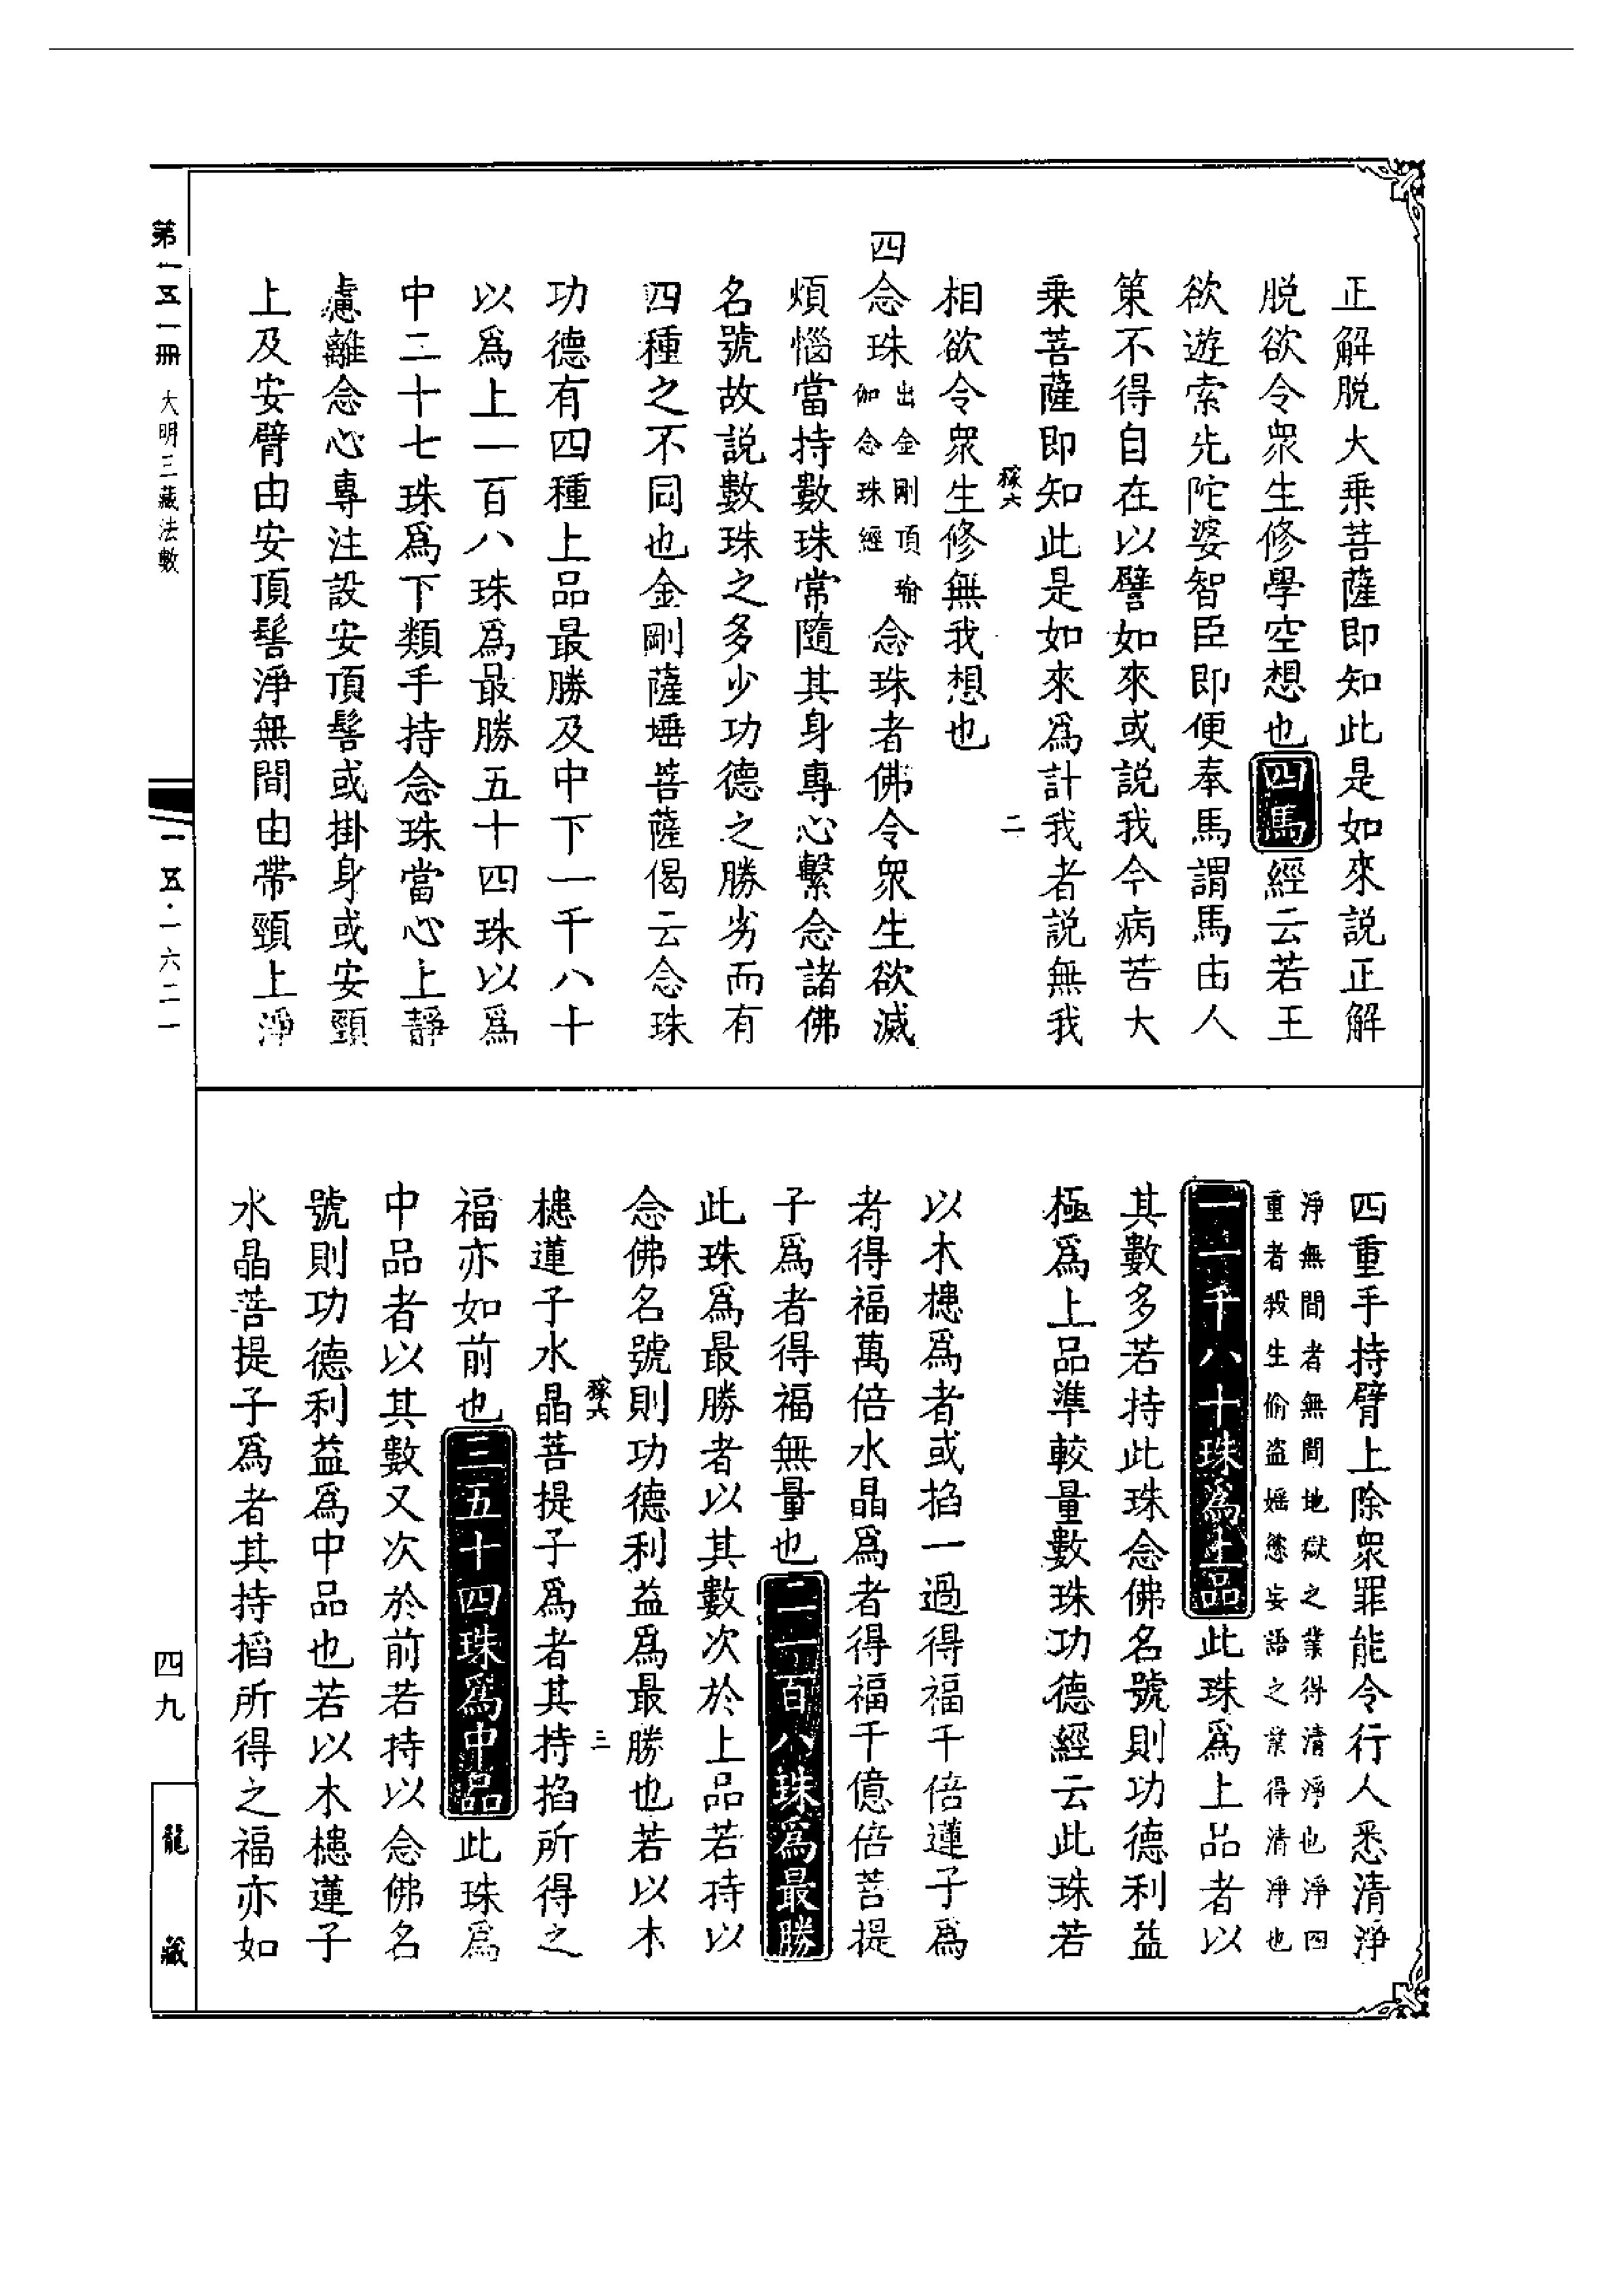 正解脱大乘菩薩即知此是如來説正解
脱欲令衆生修學空想也四馬經云若王
欲遊索先陀婆智臣即便奉馬謂馬由人
策不得自在以譬如來或説我今病苦大
乗菩薩即知此是如來爲計我者説無我
稼六 二
相欲令衆生修無我想也
四念珠出金剛頂瑜伽念珠經念珠者佛令衆生欲滅
煩惱當持數珠常隨其身專心繫念諸佛
名號故説數珠之多少功德之勝劣而有
四種之不同也金剛薩埵菩薩偈云念珠
功德有四種上品最勝及中下一千八十
以爲上一百八珠爲最勝五十四珠以爲
中二十七珠爲下類手持念珠當心上靜
慮離念心專注設安頂髻或掛身或安頸
上及安臂由安頂髻淨無間由帶頸上淨
四重手持臂上除衆罪能令行人悉清淨
淨無間者無間地獄之業得清淨也淨四
重者殺生偷盗婬慾妄語之業得清淨也
一一千八十珠爲上品此珠爲上品者以
其數多若持此珠念佛名號則功德利益
極爲上品準較量數珠功德經云此珠若
以木槵爲者或掐一過得福千倍蓮子爲
者得福萬倍水晶爲者得福千億倍菩提
子爲者得福無量也二一百八珠爲最勝
此珠爲最勝者以其數次於上品若持以
念佛名號則功德利益爲最勝也若以木
稼六 三
槵蓮子水晶菩提子爲者其持掐所得之
福亦如前也三五十四珠爲中品此珠爲
中品者以其數又次於前若持以念佛名
號則功德利益爲中品也若以木槵蓮子
水晶菩提子爲者其持掐所得之福亦如
第一五一冊 大明三藏法數
一五·一六二一
四九
龍藏